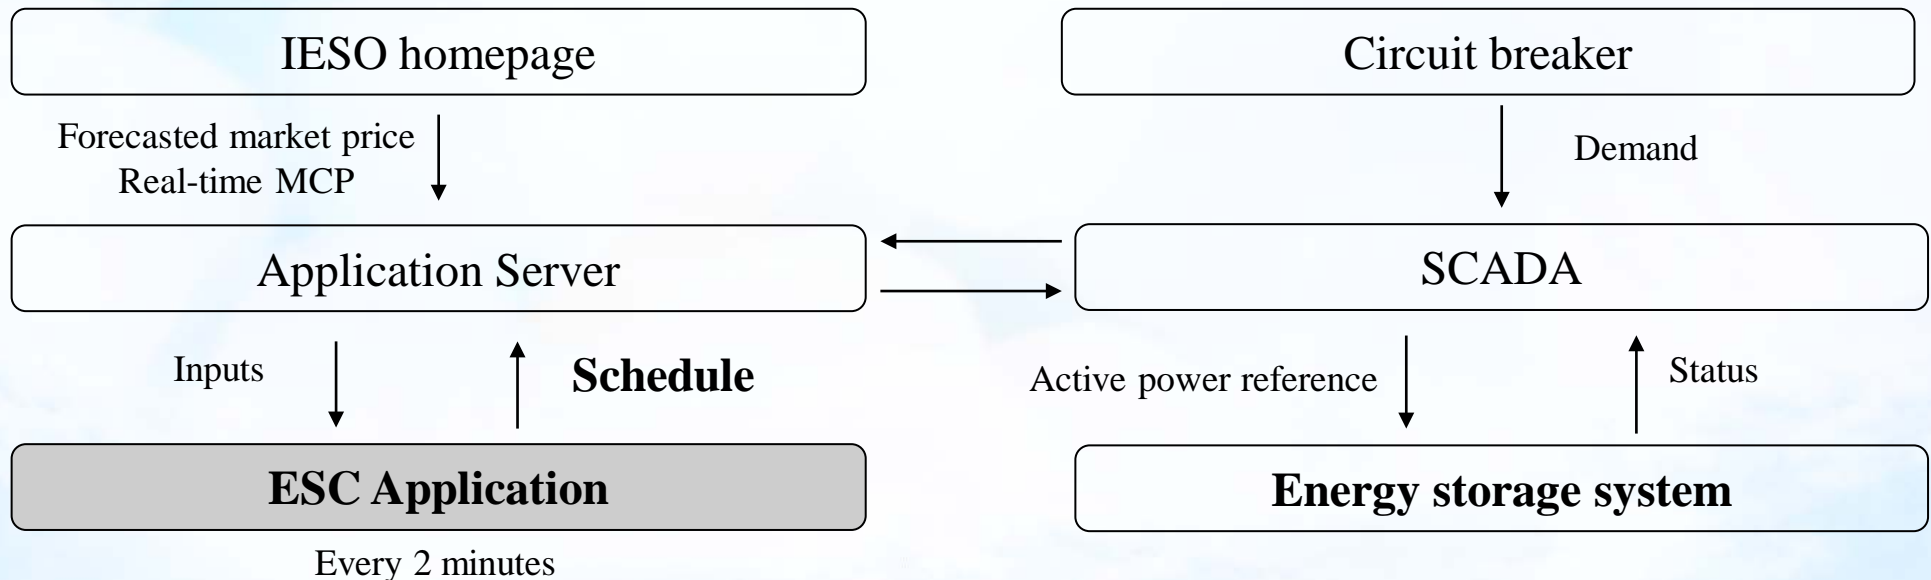 IESO homepage
Circuit breaker
Forecasted market price
Real-time MCP
Demand
Application Server
SCADA
Inputs
Schedule
Active power reference
Status
ESC Application
Energy storage system
Every 2 minutes